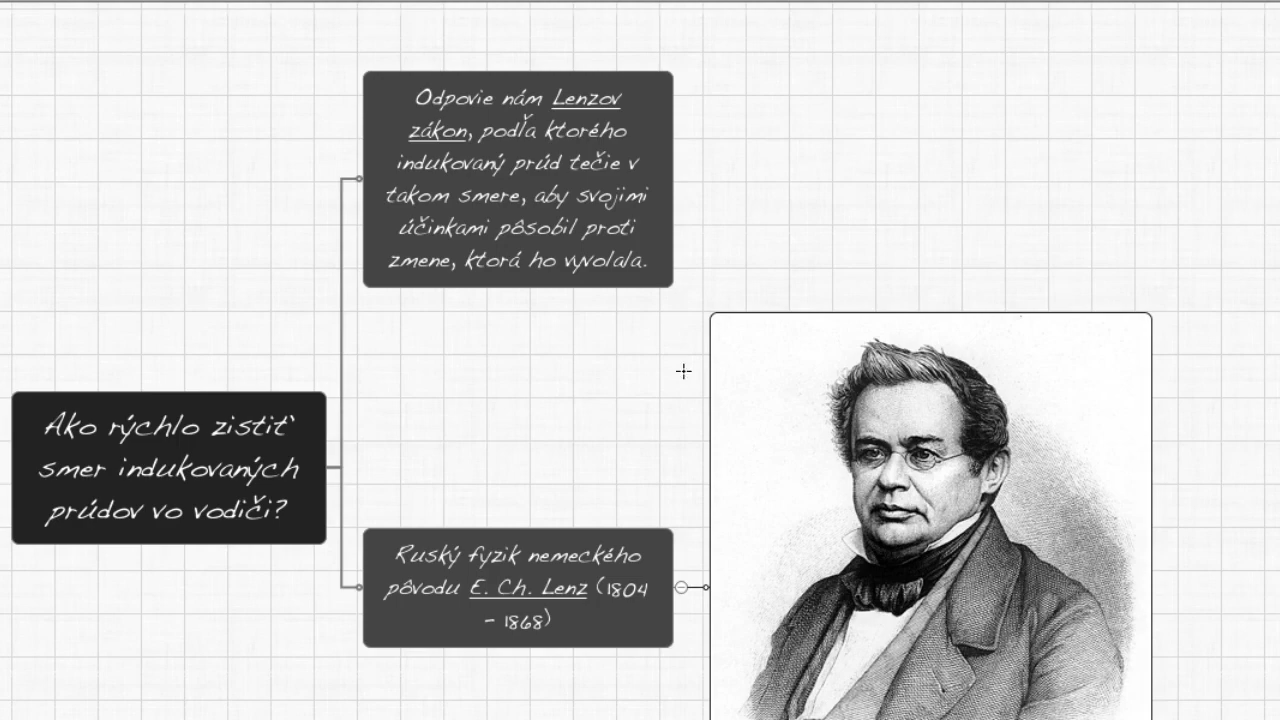 Odpovie nám Lenzov
zákon, podľa ktorého
indukovaný prúd tečie v
takom smere, aby svojimi
účinkami pôsobil proti
zmene, ktorá ho vyvolala.
Ako rýchlo zistiť
smer indukovaných
prúdov vo vodiči?
Ruský fyzik nemeckého
pôvodu E. Ch. Lenz (1804
- 1868)